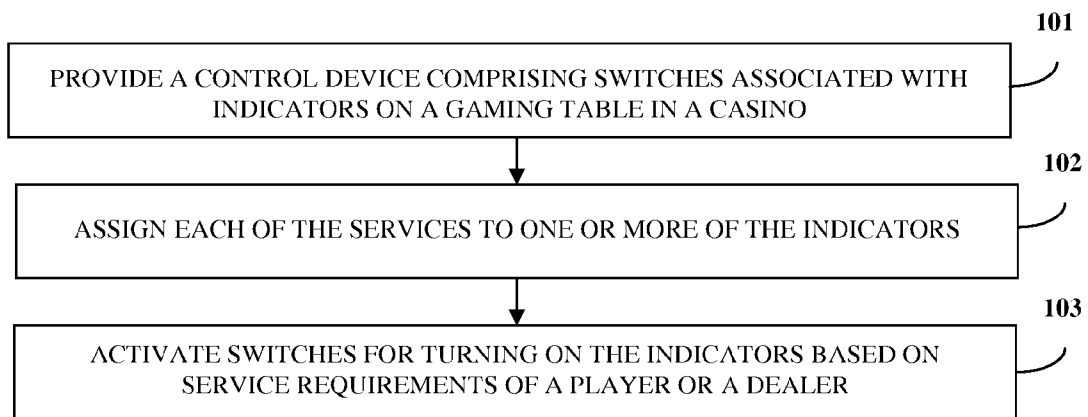 101
PROVIDE A CONTROL DEVICE COMPRISING SWITCHES ASSOCIATED WITH
INDICATORS ON A GAMING TABLE IN A CASINO
102
ASSIGN EACH OF THE SERVICES TO ONE OR MORE OF THE INDICATORS
103
ACTIVATE SWITCHES FOR TURNING ON THE INDICATORS BASED ON
SERVICE REQUIREMENTS OF A PLAYER OR A DEALER